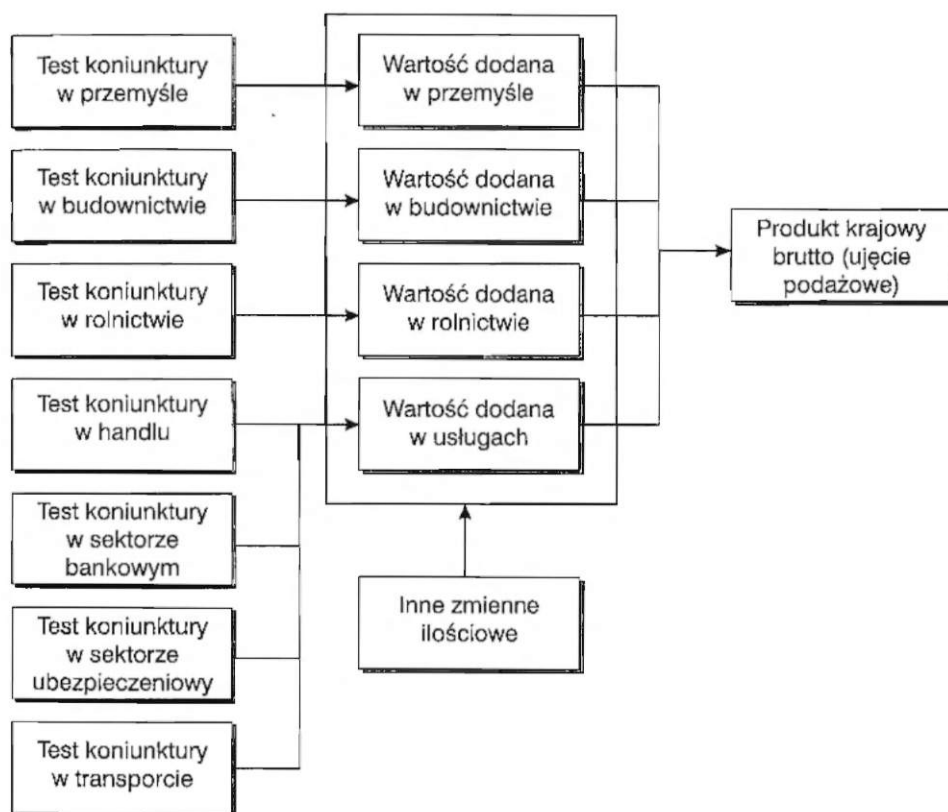 Test koniunktury
w przemyśle
Wartość dodana
w przemyśle
Test koniunktury
w budownictwie
Wartość dodana
w budownictwie
Produkt krajowy
brutto (ujęcie
podażowe)
Test koniunktury
w rolnictwie
Wartość dodana
w rolnictwie
Test koniunktury
w handlu
Wartość dodana
w usługach
Test koniunktury
w sektorze
bankowym
Inne zmienne
ilościowe
Test koniunktury
w sektorze
ubezpieczeniowy
Test koniunktury
w transporcie